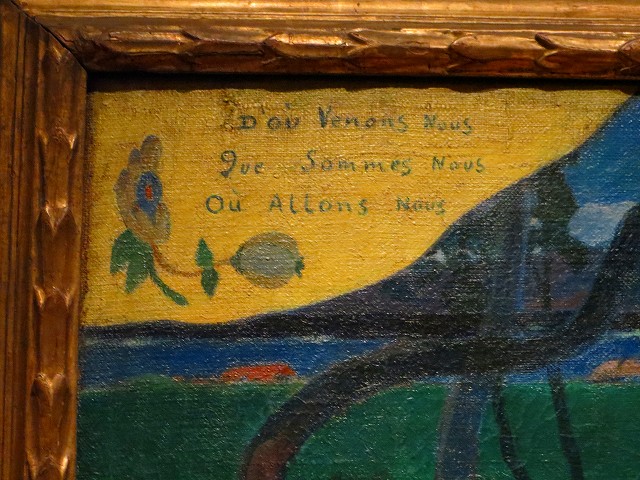 D'où Venons Nous
Que Sommes Nous
Où Allons Nous